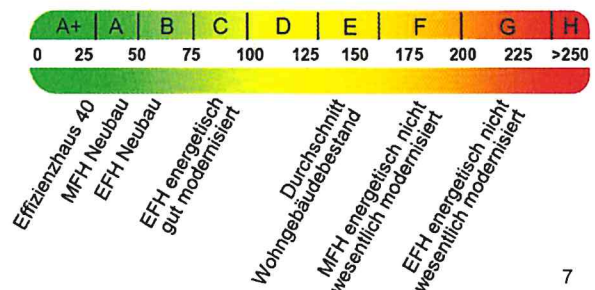 A+ A B C D E F G H
0 25 50 75 100 125 150 175 200 225 >250
Effizienzhaus 40
MFH Neubau
EFH Neubau
EFH energetisch
gut modernisiert
Durchschnitt
Wohngebäudebestand
MFH energetisch nicht
wesentlich modernisiert
EFH energetisch nicht
wesentlich modernisiert
7